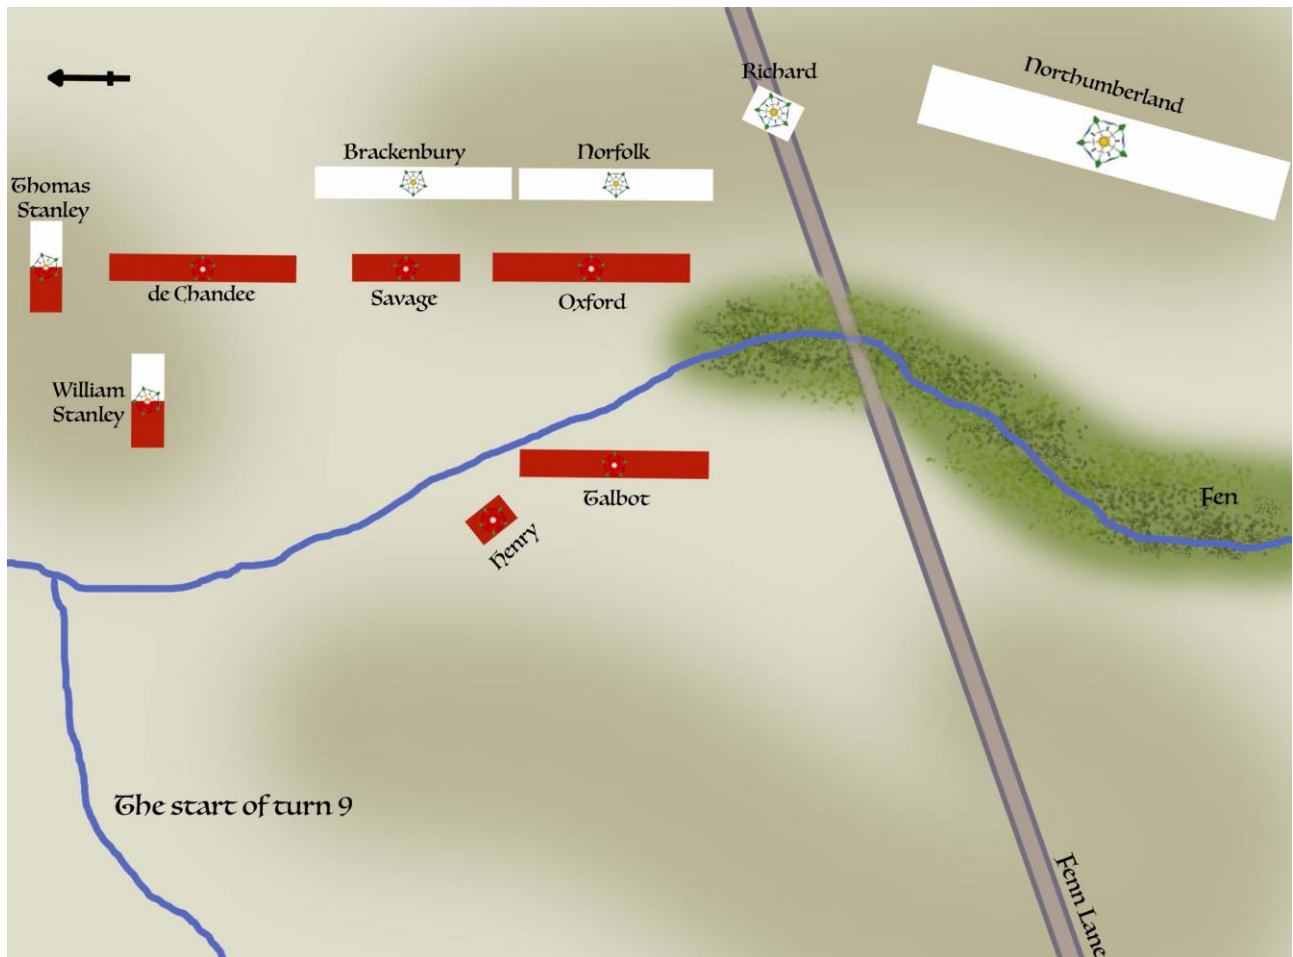 Richard
Northumberland
Brackenbury
Norfolk
Thomas
Stanley
de Chandee
Savage
Oxford
William
Stanley
Talbot
Henry
Fen
The start of turn 9
Fenn Lane